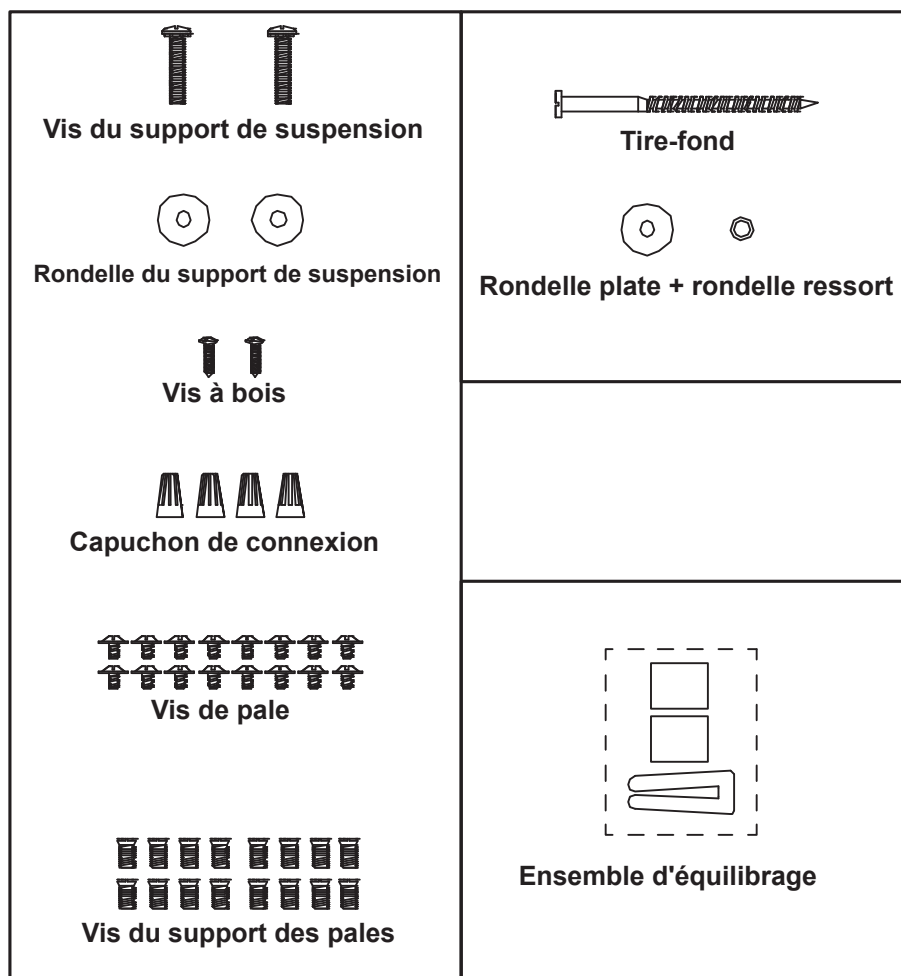 Vis du support de suspension
Rondelle du support de suspension
Vis à bois
Capuchon de connexion
Vis de pale
Vis du support des pales
Tire-fond
Rondelle plate + rondelle ressort
Ensemble d'équilibrage